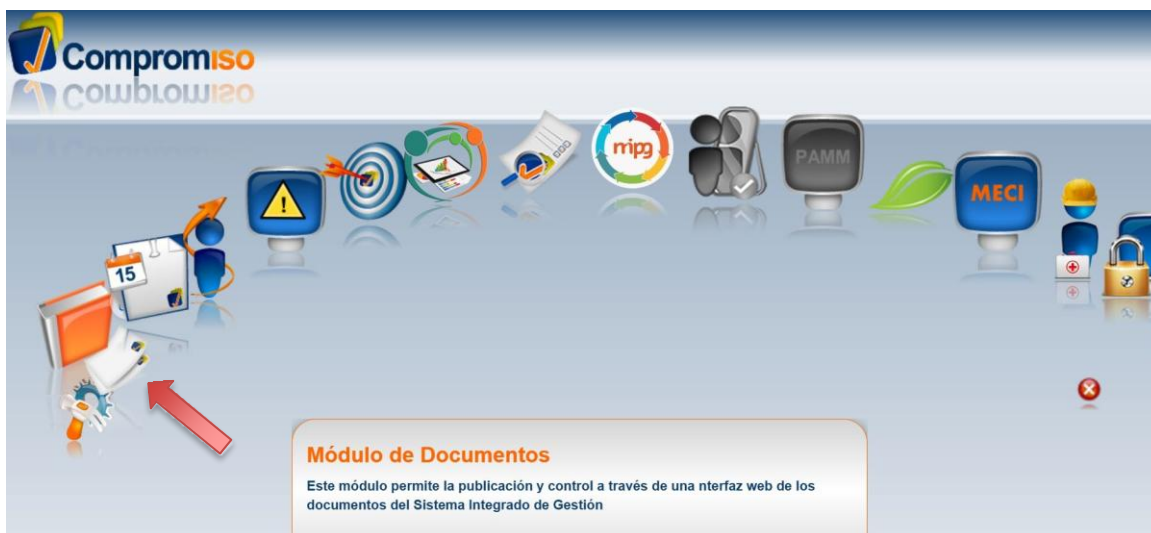 Compromiso
mipg
PAMM
MECI
15
Módulo de Documentos
Este módulo permite la publicación y control a través de una nterfaz web de los
documentos del Sistema Integrado de Gestión